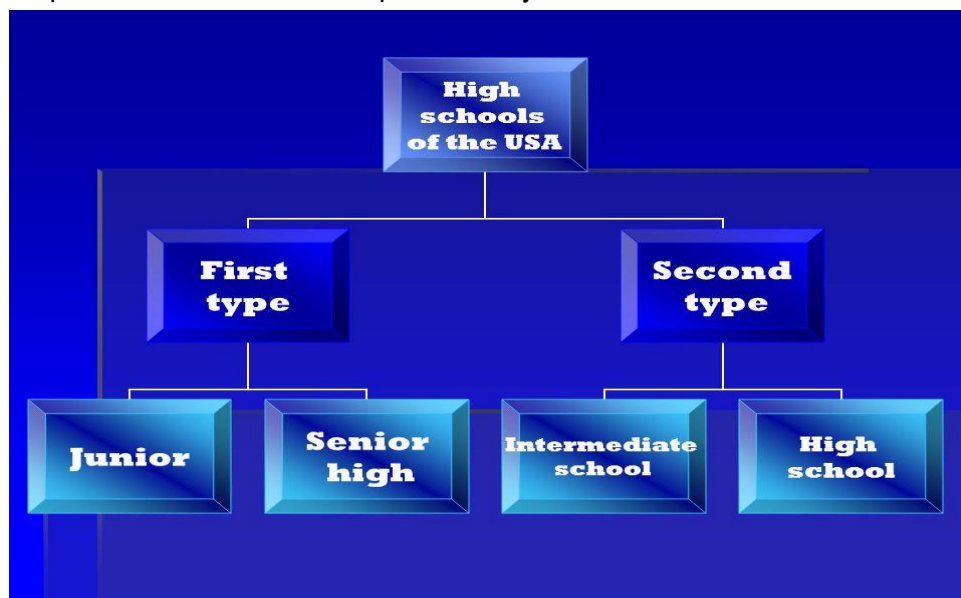 High
schools
of the USA
First
type
Second
type
Junior
Senior
high
Intermediate
school
High
school